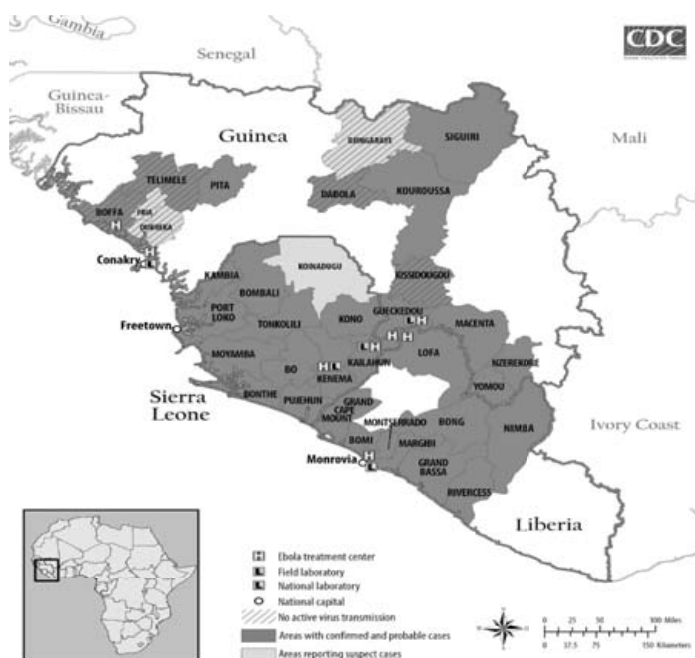 Gambia
Senegal
CDC
Guinea-
Bissau
Guinea
Mali
SIGUIRI
TELIMELE
PITA
DABOLA
KOUROUSSA
BOFFA
FRIA
DUBREKA
Conakry
KOINADUGU
KISSIDOUGOU
KAMBIA
BOMBALI
GUECKEDOU
PORT
LOKO
KONO
MACENTA
Freetown
TONKOLILI
MOYAMBA
KAILAHUN
LOFA
NZEREKORE
BO
KENEMA
YOMOU
Sierra
Leone
BONTHE
PUJEHUN
GRAND
CAPE
MOUNT
MONTSERRADO
BONG
NIMBA
Ivory Coast
BOMI
MARGIBI
Monrovia
GRAND
BASSA
RIVERCESS
Liberia
H Ebola treatment center
L Field laboratory
L National laboratory
National capital
No active virus transmission
Areas with confirmed and probable cases
Areas reporting suspect cases
0 25 50 100 Miles
0 37.5 75 150 Kilometers